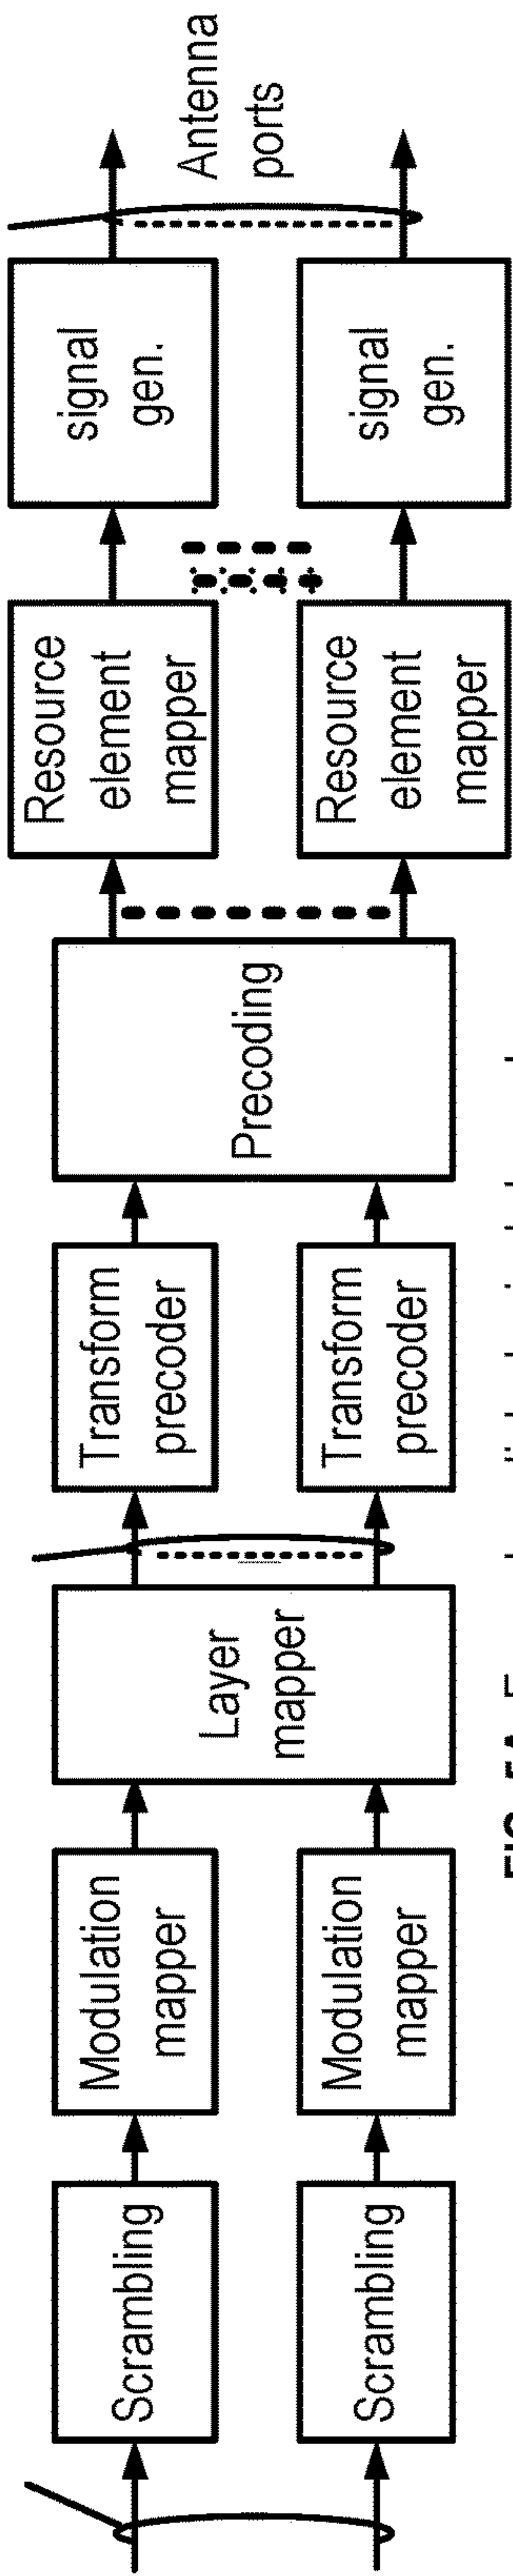 Scrambling
Modulation
mapper
Layer
mapper
Transform
precoder
Precoding
Resource
element
mapper
signal
gen.
Antenna
ports
Scrambling
Modulation
mapper
Transform
precoder
Resource
element
mapper
signal
gen.